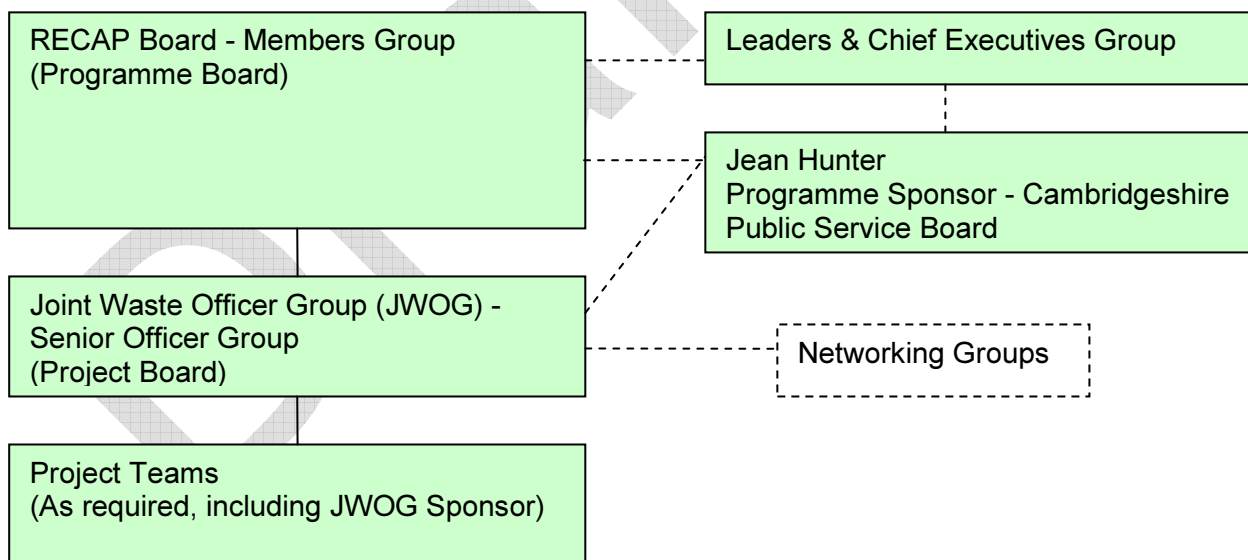 RECAP Board - Members Group
(Programme Board)
Leaders & Chief Executives Group
Jean Hunter
Programme Sponsor - Cambridgeshire
Public Service Board
Joint Waste Officer Group (JWOG) -
Senior Officer Group
(Project Board)
Networking Groups
Project Teams
(As required, including JWOG Sponsor)